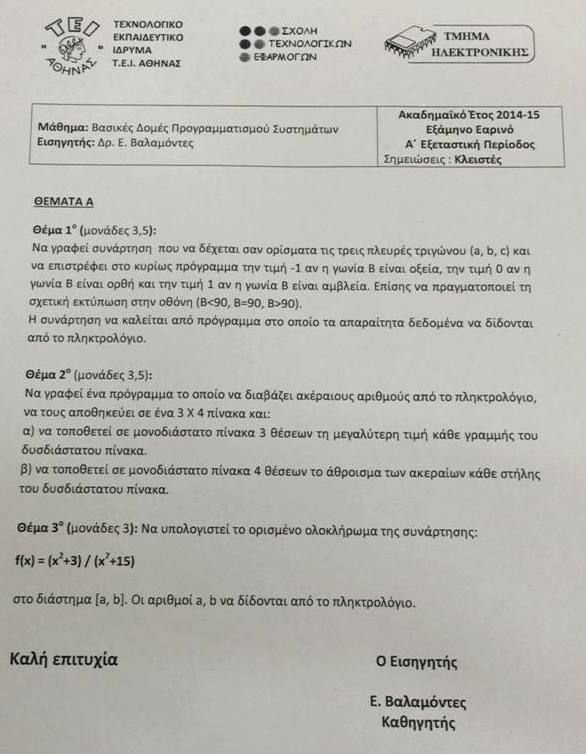 ΤΕΙ
" ΑΘΗΝΑΣ "
ΤΕΧΝΟΛΟΓΙΚΟ
ΕΚΠΑΙΔΕΥΤΙΚΟ
ΙΔΡΥΜΑ
Τ.Ε.Ι. ΑΘΗΝΑΣ
ΣΧΟΛΗ
ΤΕΧΝΟΛΟΓΙΚΩΝ
ΕΦΑΡΜΟΓΩΝ
ΤΜΗΜΑ
ΗΛΕΚΤΡΟΝΙΚΗΣ
Μάθημα: Βασικές Δομές Προγραμματισμού Συστημάτων
Εισηγητής: Δρ. Ε. Βαλαμόντες
Ακαδημαϊκό Έτος 2014-15
Εξάμηνο Εαρινό
Α΄ Εξεταστική Περίοδος
Σημειώσεις : Κλειστές
ΘΕΜΑΤΑ Α
Θέμα 1ο (μονάδες 3,5):
Να γραφεί συνάρτηση που να δέχεται σαν ορίσματα τις τρεις πλευρές τριγώνου (a, b, c) και
να επιστρέφει στο κυρίως πρόγραμμα την τιμή -1 αν η γωνία Β είναι οξεία, την τιμή 0 αν η
γωνία Β είναι ορθή και την τιμή 1 αν η γωνία Β είναι αμβλεία. Επίσης να πραγματοποιεί τη
σχετική εκτύπωση στην οθόνη (Β<90, Β=90, Β>90).
Η συνάρτηση να καλείται από πρόγραμμα στο οποίο τα απαραίτητα δεδομένα να δίδονται
από το πληκτρολόγιο.
Θέμα 2ο (μονάδες 3,5):
Να γραφεί ένα πρόγραμμα το οποίο να διαβάζει ακέραιους αριθμούς από το πληκτρολόγιο,
να τους αποθηκεύει σε ένα 3 Χ 4 πίνακα και:
α) να τοποθετεί σε μονοδιάστατο πίνακα 3 θέσεων τη μεγαλύτερη τιμή κάθε γραμμής του
δυσδιάστατου πίνακα.
β) να τοποθετεί σε μονοδιάστατο πίνακα 4 θέσεων το άθροισμα των ακεραίων κάθε στήλης
του δυσδιάστατου πίνακα.
Θέμα 3ο (μονάδες 3): Να υπολογιστεί το ορισμένο ολοκλήρωμα της συνάρτησης:
f(x) = (x²+3) / (x⁷+15)
στο διάστημα [a, b]. Οι αριθμοί a, b να δίδονται από το πληκτρολόγιο.
Καλή επιτυχία
Ο Εισηγητής
Ε. Βαλαμόντες
Καθηγητής